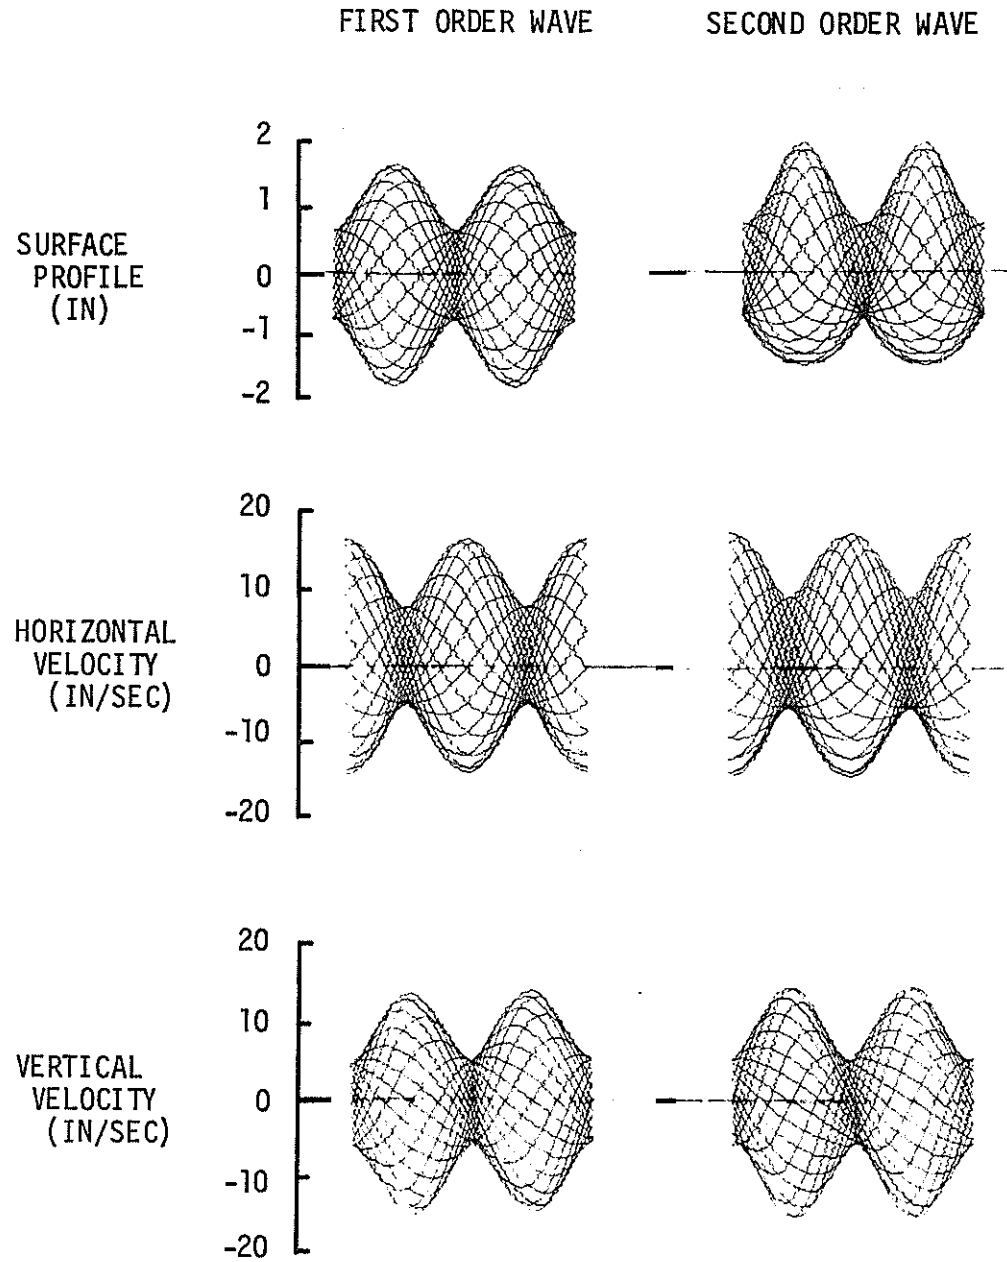 FIRST ORDER WAVE
SECOND ORDER WAVE
SURFACE
PROFILE
(IN)
2
1
0
-1
-2
HORIZONTAL
VELOCITY
(IN/SEC)
20
10
0
-10
-20
VERTICAL
VELOCITY
(IN/SEC)
20
10
0
-10
-20